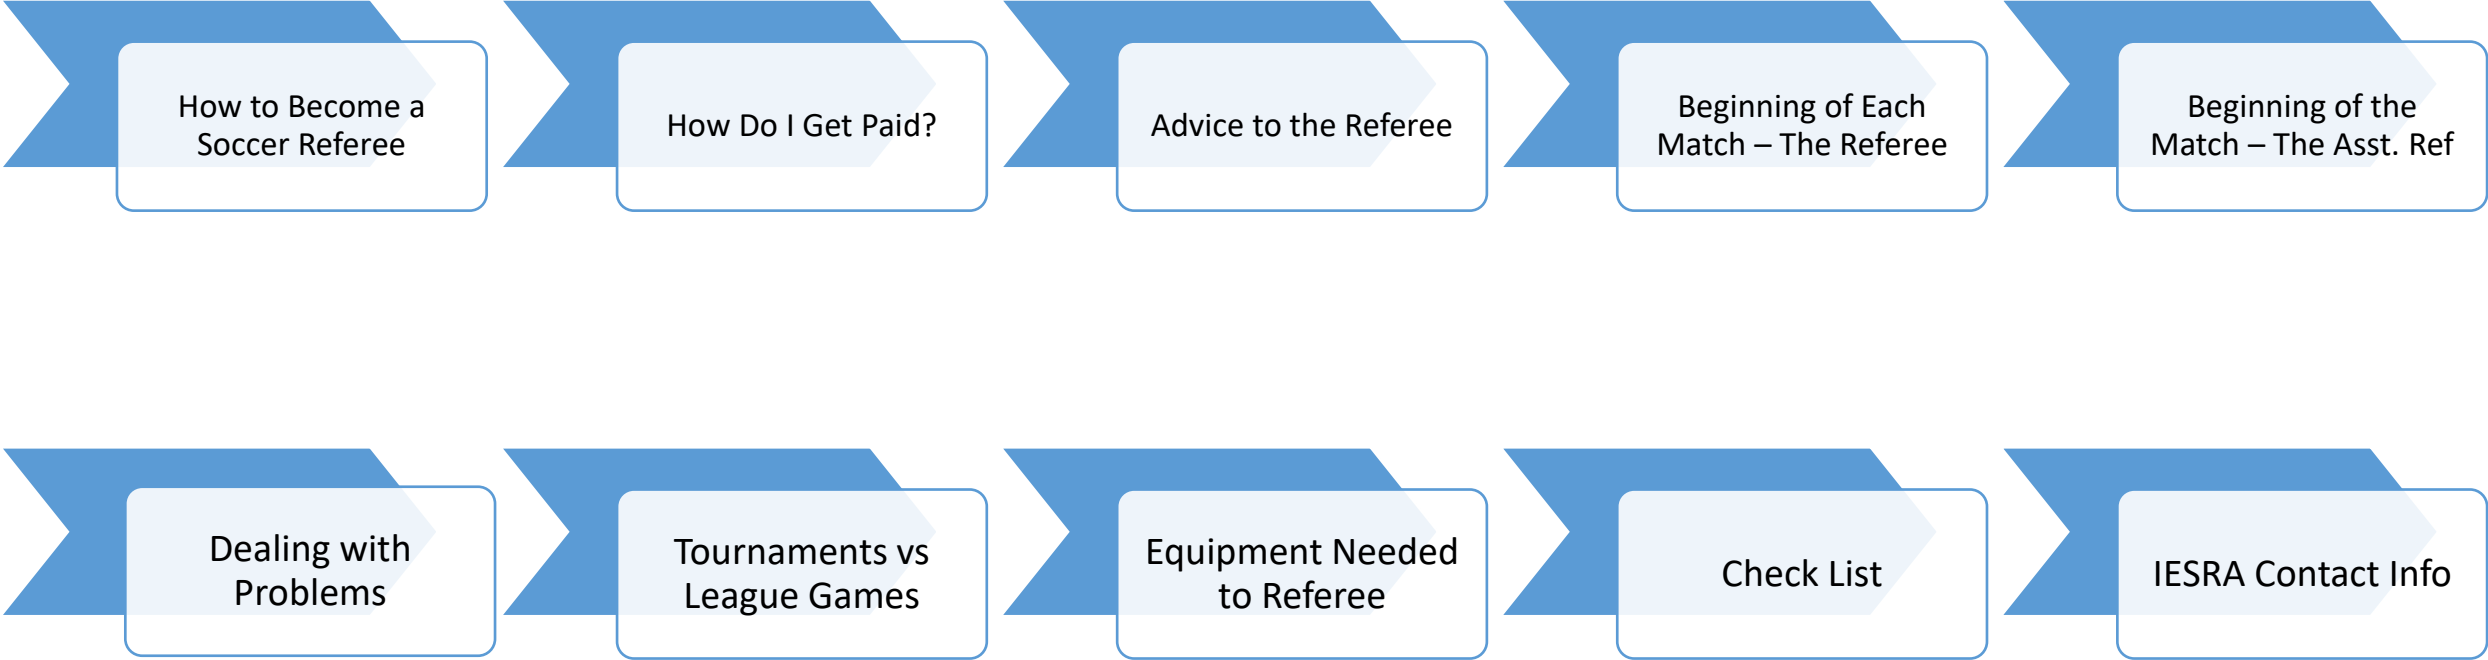 How to Become a
Soccer Referee
How Do I Get Paid?
Advice to the Referee
Beginning of Each
Match – The Referee
Beginning of the
Match – The Asst. Ref
Dealing with
Problems
Tournaments vs
League Games
Equipment Needed
to Referee
Check List
IESRA Contact Info